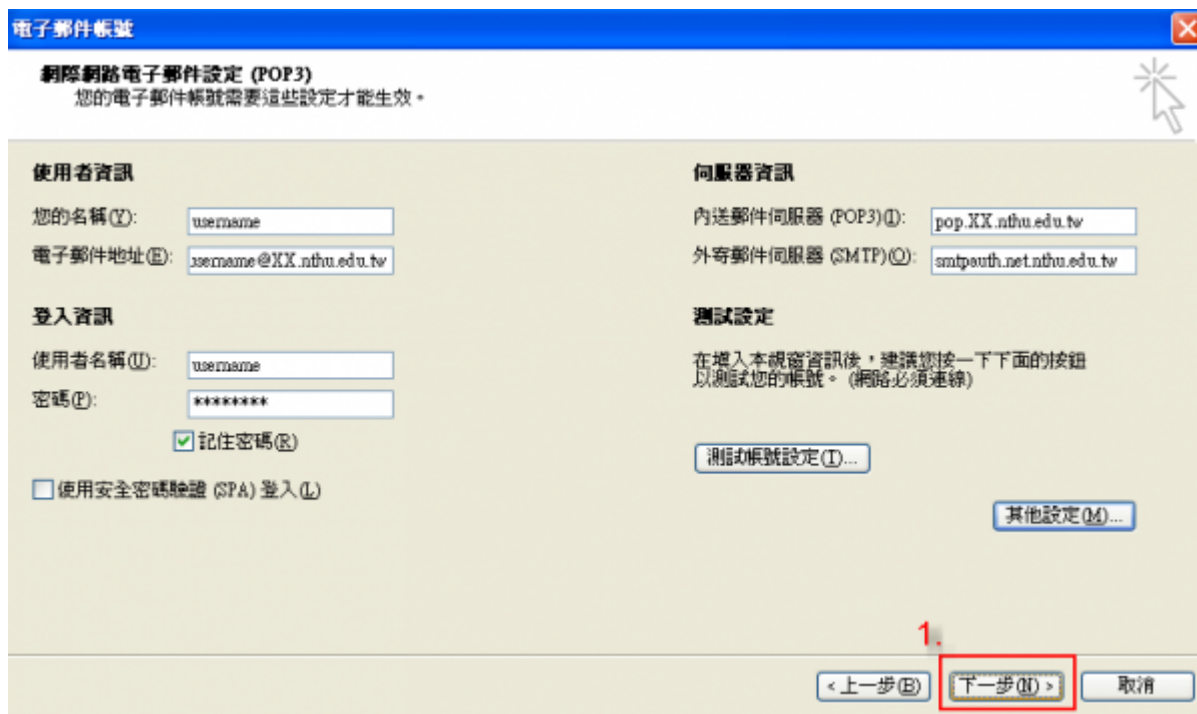 電子郵件帳號
網際網路電子郵件設定 (POP3)
您的電子郵件帳號需要這些設定才能生效。
使用者資訊
您的名稱(Y):
username
電子郵件地址(E):
username@XX.nthu.edu.tw
登入資訊
使用者名稱(U):
username
密碼(P):
********
記住密碼(R)
使用安全密碼驗證 (SPA) 登入(L)
伺服器資訊
內送郵件伺服器 (POP3)(I):
pop.XX.nthu.edu.tw
外寄郵件伺服器 (SMTP)(O):
smtpauth.net.nthu.edu.tw
測試設定
在填入本視窗資訊後，建議您按一下下面的按鈕
以測試您的帳號。 (網路必須連線)
測試帳號設定(T)...
其他設定(M)...
1.
< 上一步(B)
下一步(N) >
取消